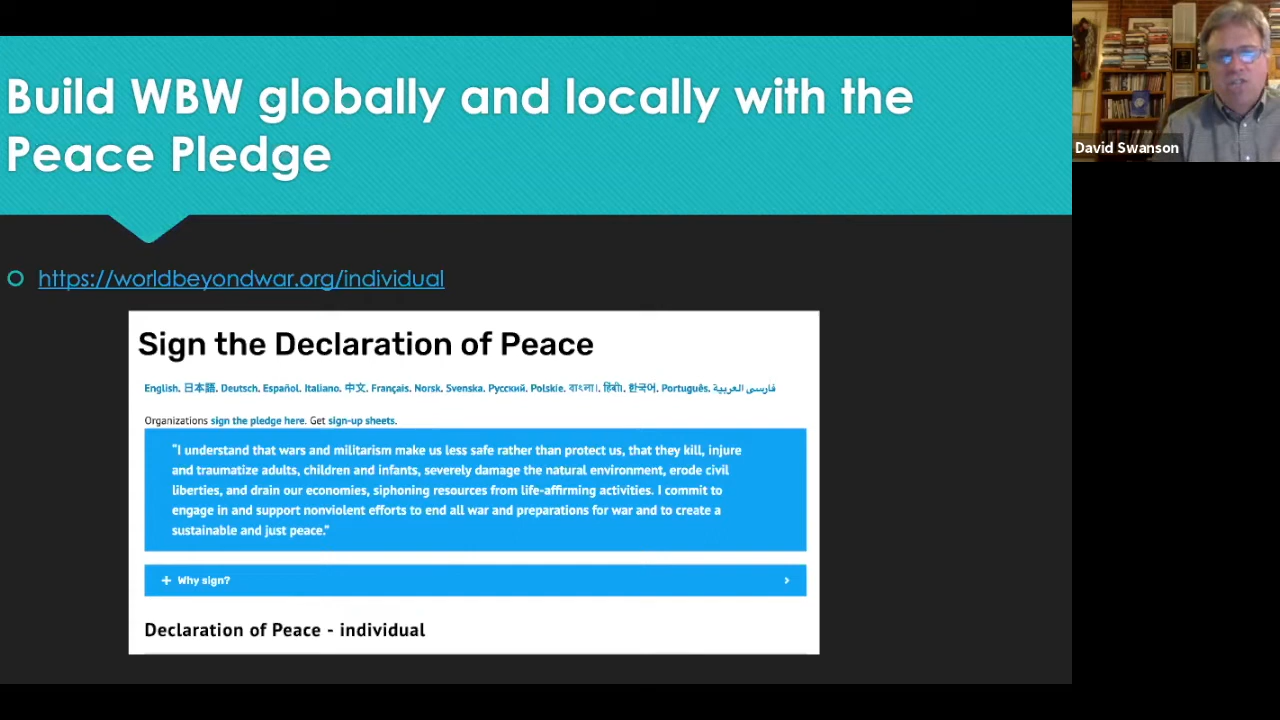 Build WBW globally and locally with the
Peace Pledge
https://worldbeyondwar.org/individual
Sign the Declaration of Peace
English. 日本語. Deutsch. Español. Italiano. 中文. Français. Norsk. Svenska. Русский. Polskie. বাংলা। हिंदी। 한국어. Português. فارسی العربية
Organizations sign the pledge here. Get sign-up sheets.
"I understand that wars and militarism make us less safe rather than protect us, that they kill, injure
and traumatize adults, children and infants, severely damage the natural environment, erode civil
liberties, and drain our economies, siphoning resources from life-affirming activities. I commit to
engage in and support nonviolent efforts to end all war and preparations for war and to create a
sustainable and just peace."
+ Why sign? ›
Declaration of Peace - individual
David Swanson